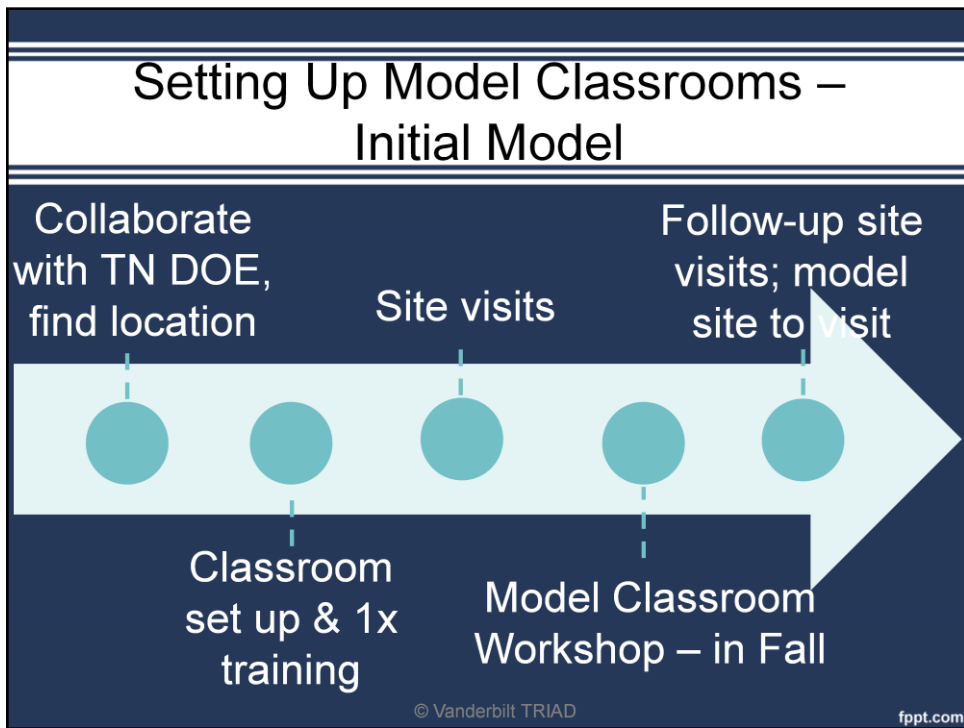 Setting Up Model Classrooms –
Initial Model
Collaborate
with TN DOE,
find location
Classroom
set up & 1x
training
Site visits
Model Classroom
Workshop – in Fall
Follow-up site
visits; model
site to visit
© Vanderbilt TRIAD
fppt.com